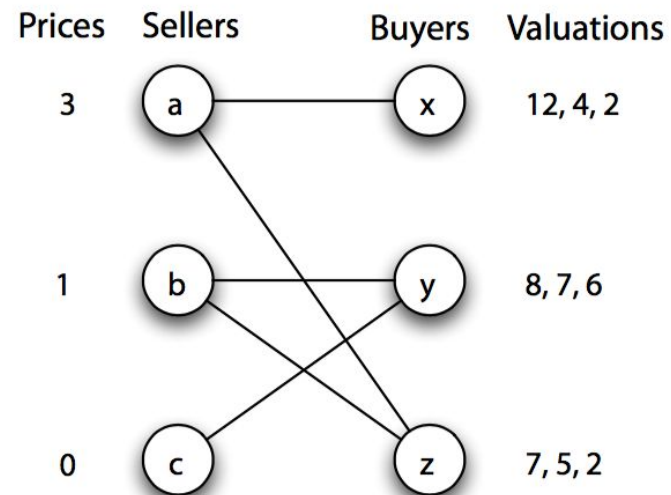 Prices Sellers Buyers Valuations
3 a x 12, 4, 2
1 b y 8, 7, 6
0 c z 7, 5, 2